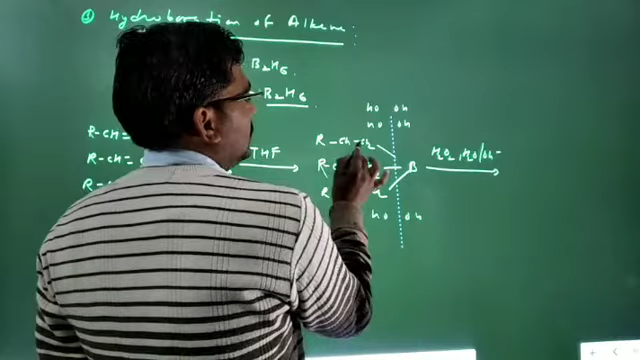 ① Hydroboration of Alkene :
B₂H₆.
B₂H₆.
HO OH
HO OH
R-CH=
R-CH-CH₂
R-CH=
THF
B
H₂O₂, H₂O/OH-
HO OH